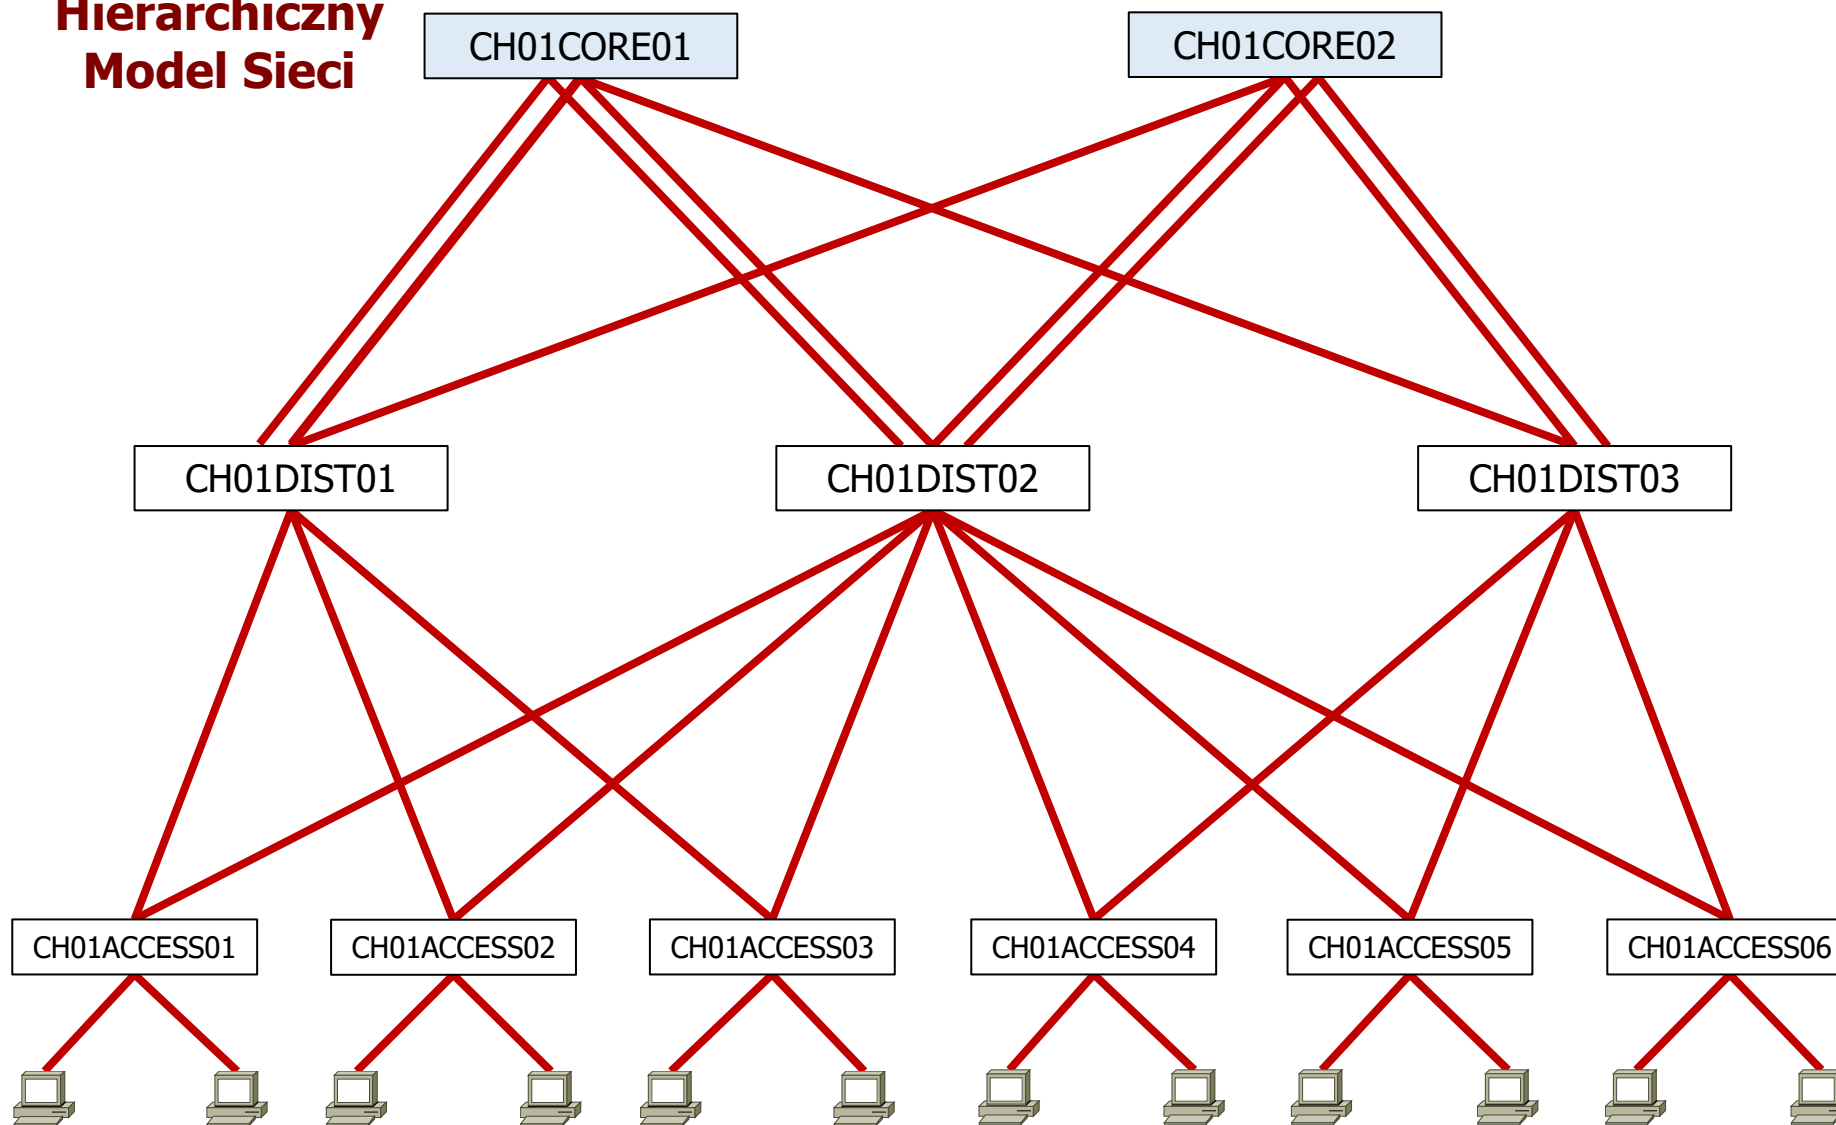 Hierarchiczny
Model Sieci
CH01CORE01
CH01CORE02
CH01DIST01
CH01DIST02
CH01DIST03
CH01ACCESS01
CH01ACCESS02
CH01ACCESS03
CH01ACCESS04
CH01ACCESS05
CH01ACCESS06